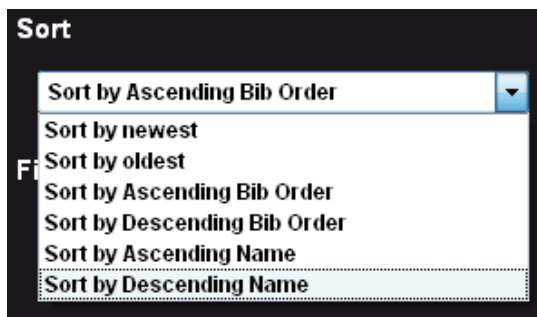 Sort
Sort by Ascending Bib Order
Sort by newest
Fi
Sort by oldest
Sort by Ascending Bib Order
Sort by Descending Bib Order
Sort by Ascending Name
Sort by Descending Name